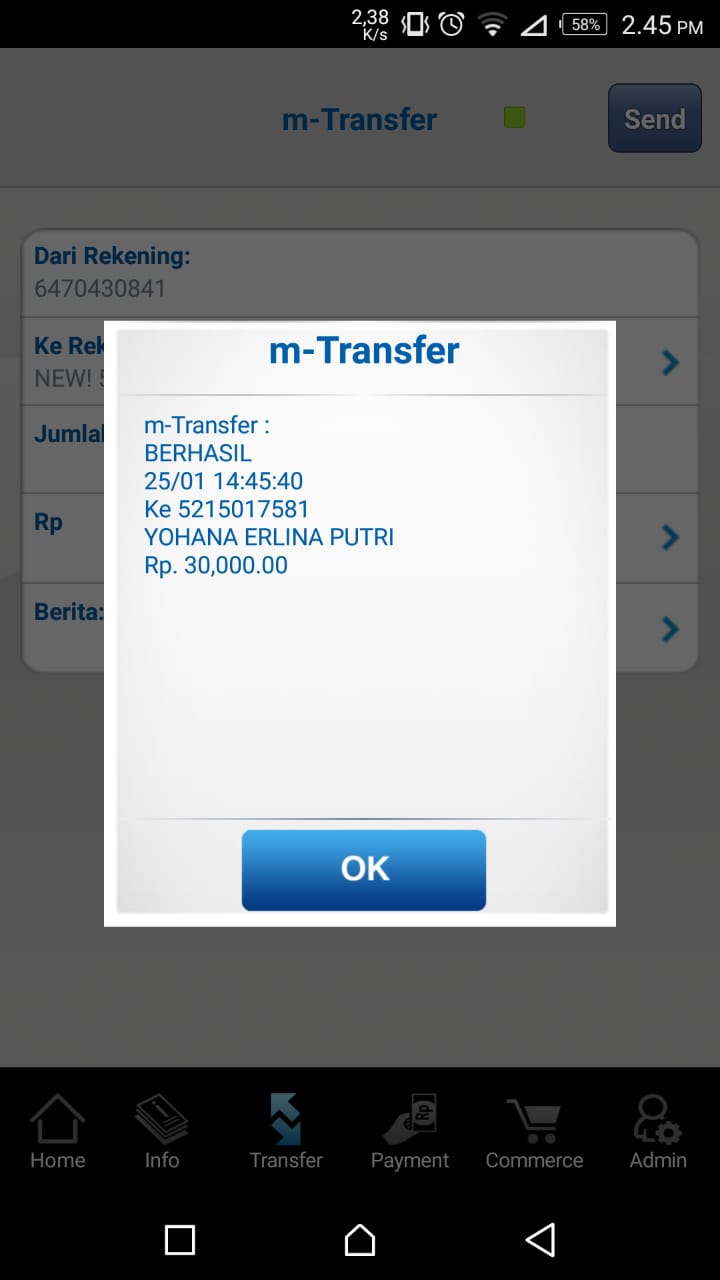 2,38
K/s
58%
2.45 PM
m-Transfer
Send
Dari Rekening:
6470430841
Ke Rek
NEW! 5
Jumlal
Rp
Berita:
m-Transfer
m-Transfer :
BERHASIL
25/01 14:45:40
Ke 5215017581
YOHANA ERLINA PUTRI
Rp. 30,000.00
OK
Home
Info
Transfer
Payment
Commerce
Admin